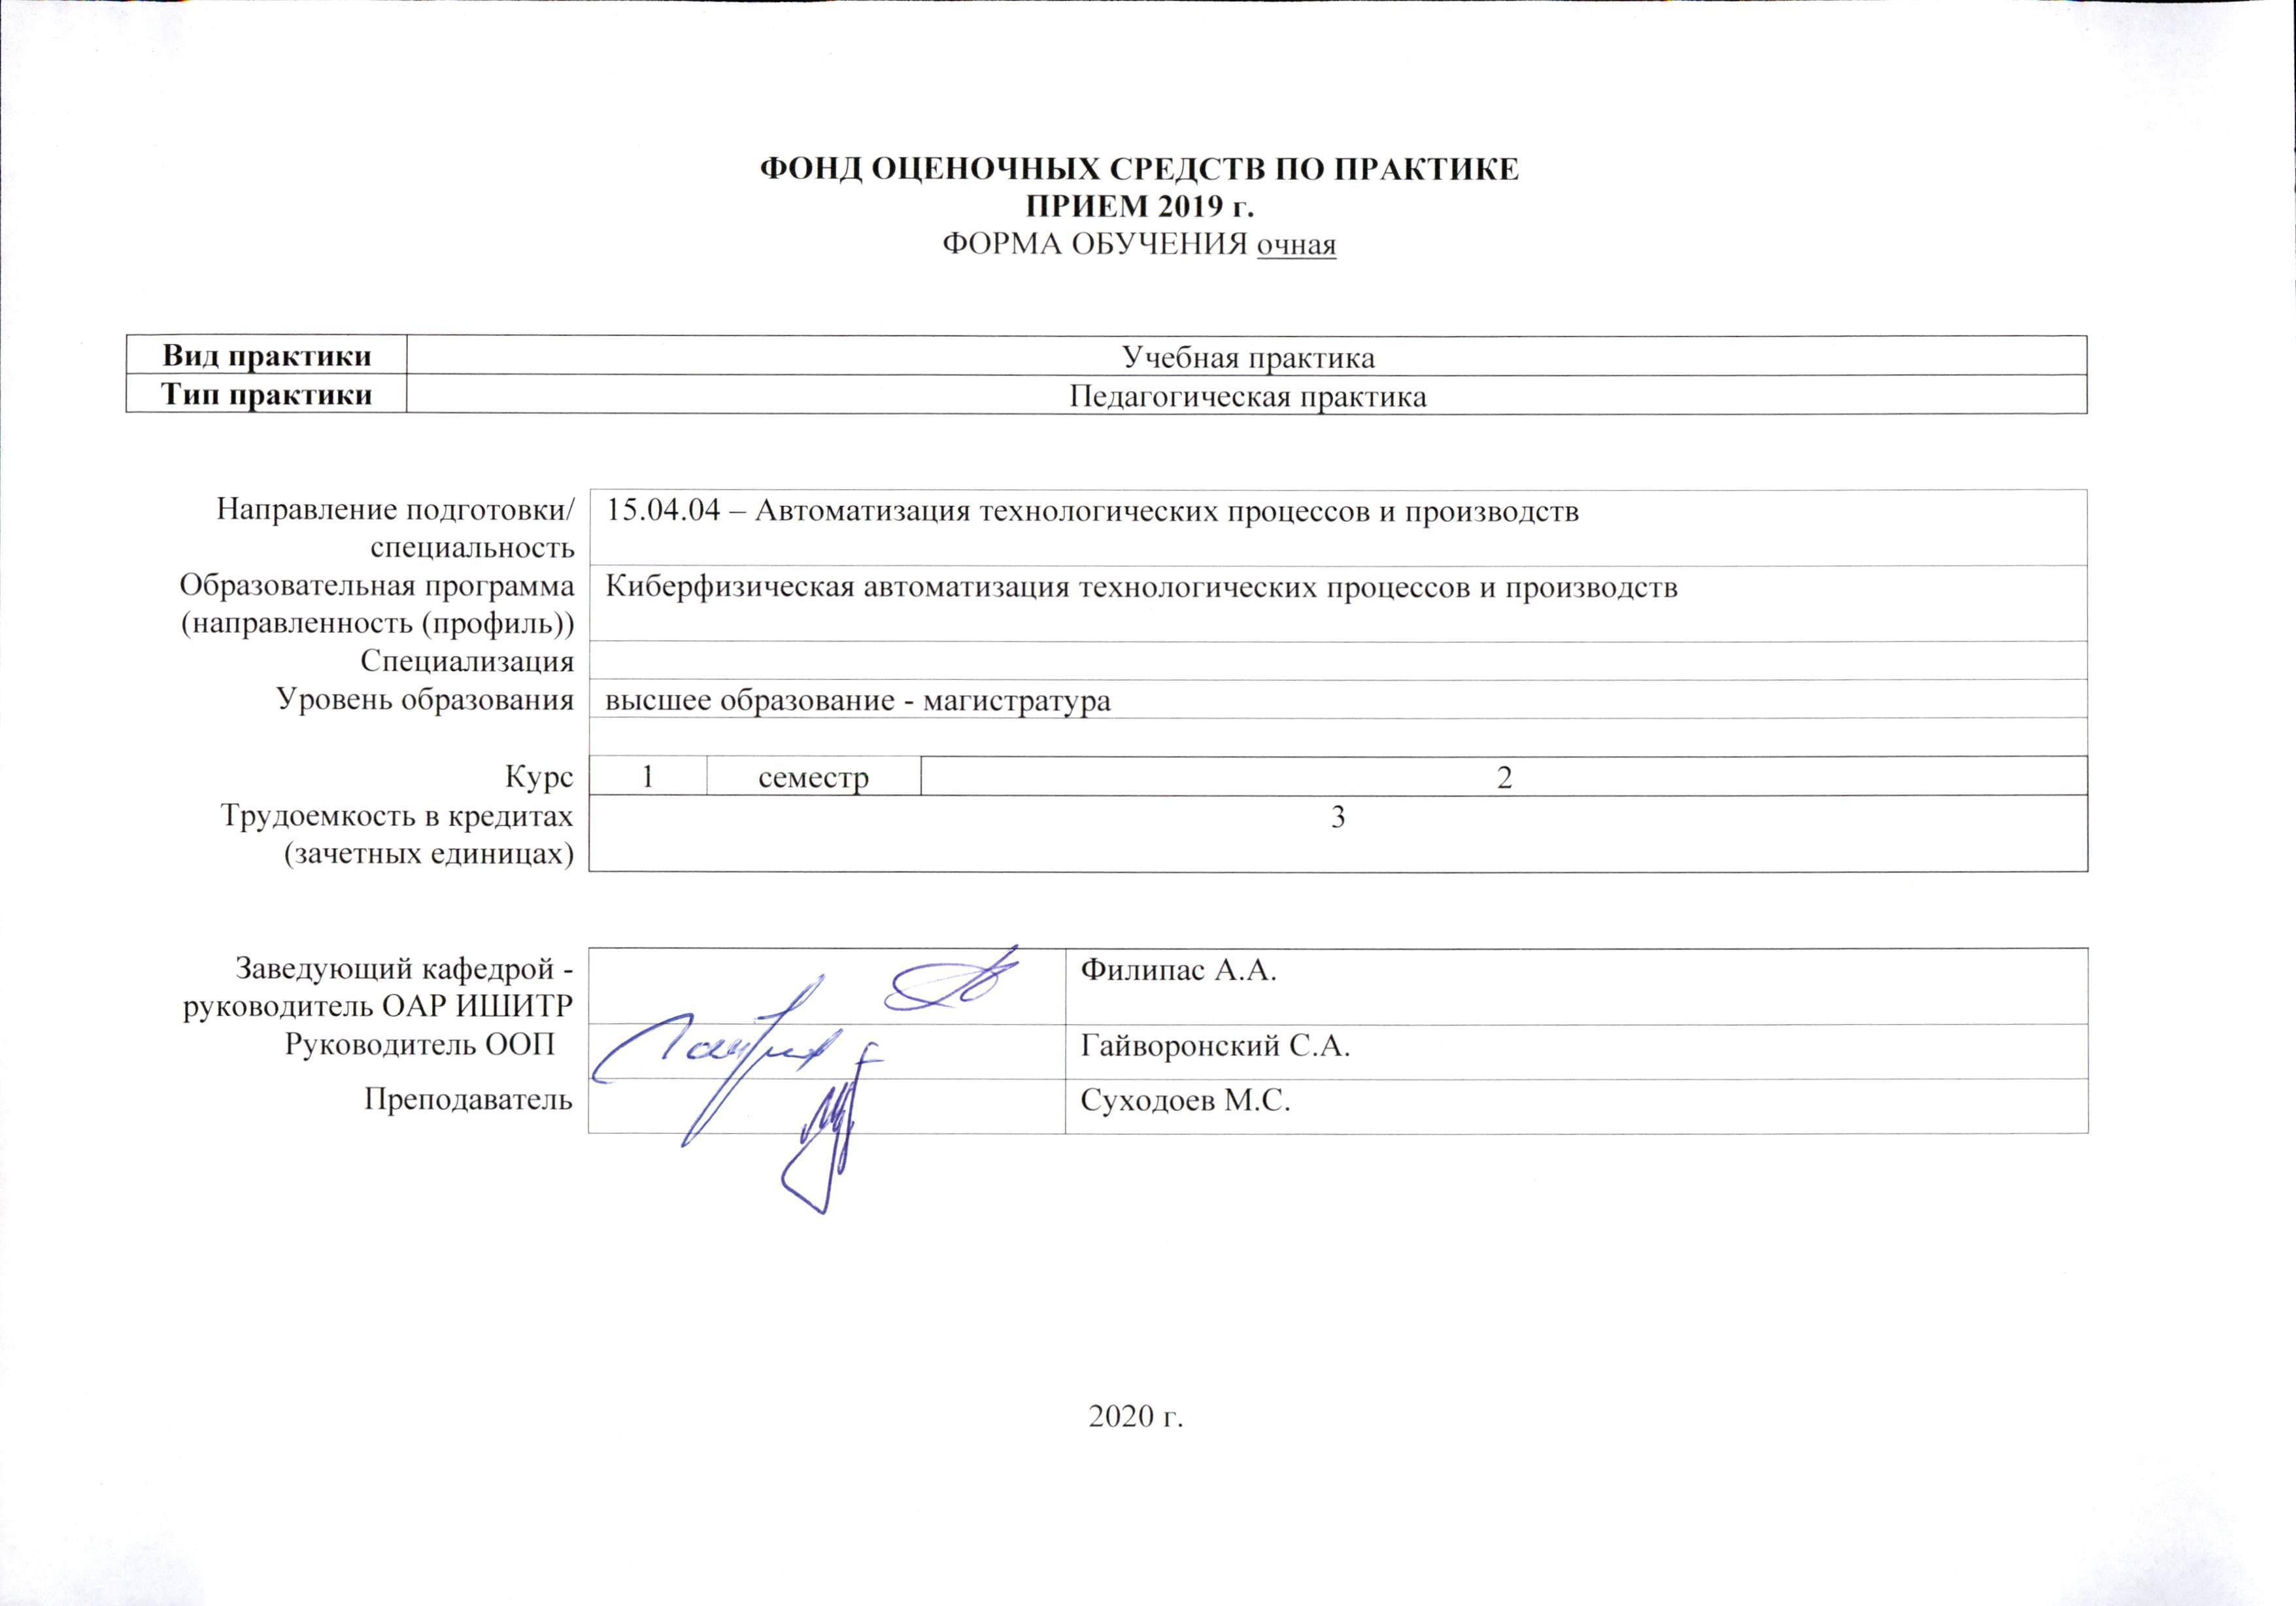 ФОНД ОЦЕНОЧНЫХ СРЕДСТВ ПО ПРАКТИКЕ
ПРИЕМ 2019 г.
ФОРМА ОБУЧЕНИЯ очная
Вид практики Учебная практика
Тип практики Педагогическая практика
Направление подготовки/ 15.04.04 – Автоматизация технологических процессов и производств
специальность
Образовательная программа Киберфизическая автоматизация технологических процессов и производств
(направленность (профиль))
Специализация
Уровень образования высшее образование - магистратура
Курс 1 семестр 2
Трудоемкость в кредитах 3
(зачетных единицах)
Заведующий кафедрой - Филипас А.А.
руководитель ОАР ИШИТР
Руководитель ООП Гайворонский С.А.
Преподаватель Суходоев М.С.
2020 г.